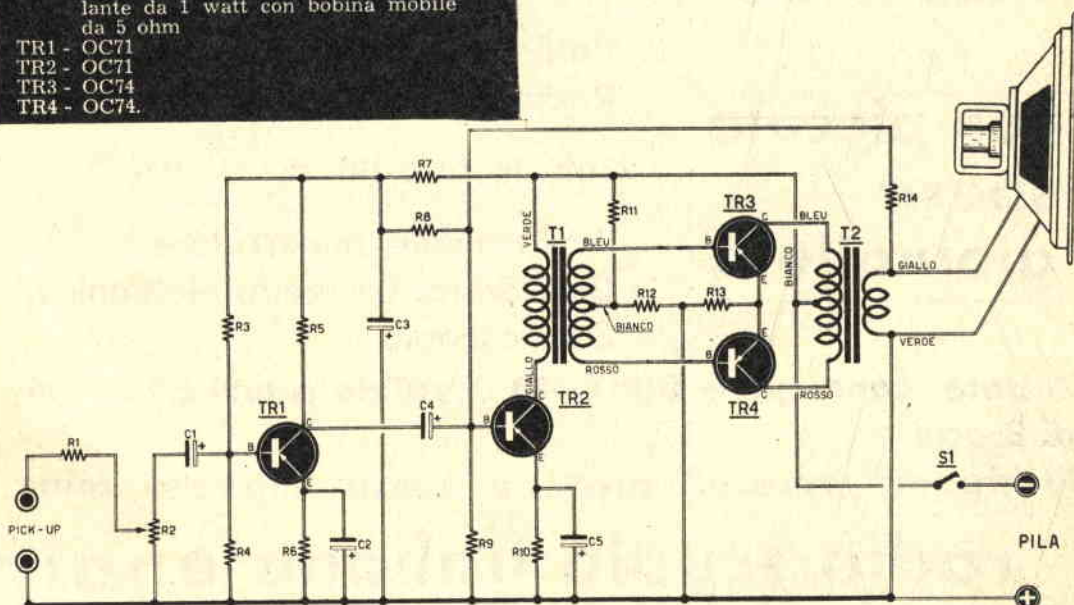 lante da 1 watt con bobina mobile
da 5 ohm
TR1 - OC71
TR2 - OC71
TR3 - OC74
TR4 - OC74.
R7
R8
R11
TR3
C
BLEU
B
E
BIANCO
T2
R14
VERDE
T1
BLEU
R12
R13
BIANCO
GIALLO
VERDE
R3
R5
C3
+
GIALLO
ROSSO
E
B
C
TR4
ROSSO
TR1
C
B
E
C4
+
C
B
E
TR2
R1
C1
+
S1
PICK-UP
R2
R4
R6
C2
+
R9
R10
C5
+
PILA